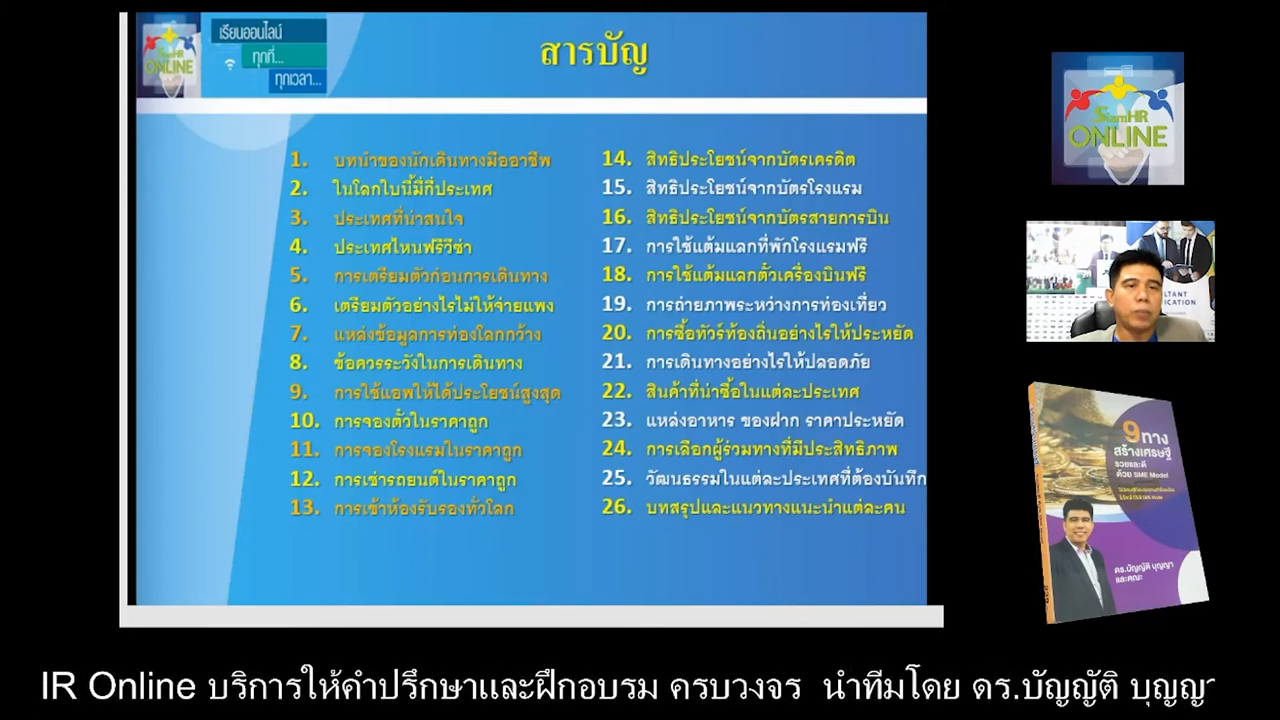 เรียนออนไลน์
ทุกที่...
ทุกเวลา...
SiamHR
ONLINE
สารบัญ
1. บทนำของนักเดินทางมืออาชีพ
2. ในโลกใบนี้มี่กี่ประเทศ
3. ประเทศที่น่าสนใจ
4. ประเทศไหนฟรีวีซ่า
5. การเตรียมตัวก่อนการเดินทาง
6. เตรียมตัวอย่างไรไม่ให้จ่ายแพง
7. แหล่งข้อมูลการท่องโลกกว้าง
8. ข้อควรระวังในการเดินทาง
9. การใช้แอพให้ได้ประโยชน์สูงสุด
10. การจองตั๋วในราคาถูก
11. การจองโรงแรมในราคาถูก
12. การเช่ารถยนต์ในราคาถูก
13. การเข้าห้องรับรองทั่วโลก
14. สิทธิประโยชน์จากบัตรเครดิต
15. สิทธิประโยชน์จากบัตรโรงแรม
16. สิทธิประโยชน์จากบัตรสายการบิน
17. การใช้แต้มแลกที่พักโรงแรมฟรี
18. การใช้แต้มแลกตั๋วเครื่องบินฟรี
19. การถ่ายภาพระหว่างการท่องเที่ยว
20. การซื้อทัวร์ท้องถิ่นอย่างไรให้ประหยัด
21. การเดินทางอย่างไรให้ปลอดภัย
22. สินค้าที่น่าซื้อในแต่ละประเทศ
23. แหล่งอาหาร ของฝาก ราคาประหยัด
24. การเลือกผู้ร่วมทางที่มีประสิทธิภาพ
25. วัฒนธรรมในแต่ละประเทศที่ต้องบันทึก
26. บทสรุปและแนวทางแนะนำแต่ละคน
SiamHR
ONLINE
9ทาง
สร้างเศรษฐี
รวยและดี
ด้วย SME Model
ดร.บัญญัติ บุญญา
และคณะ
IR Online บริการให้คำปรึกษาและฝึกอบรม ครบวงจร นำทีมโดย ดร.บัญญัติ บุญญา